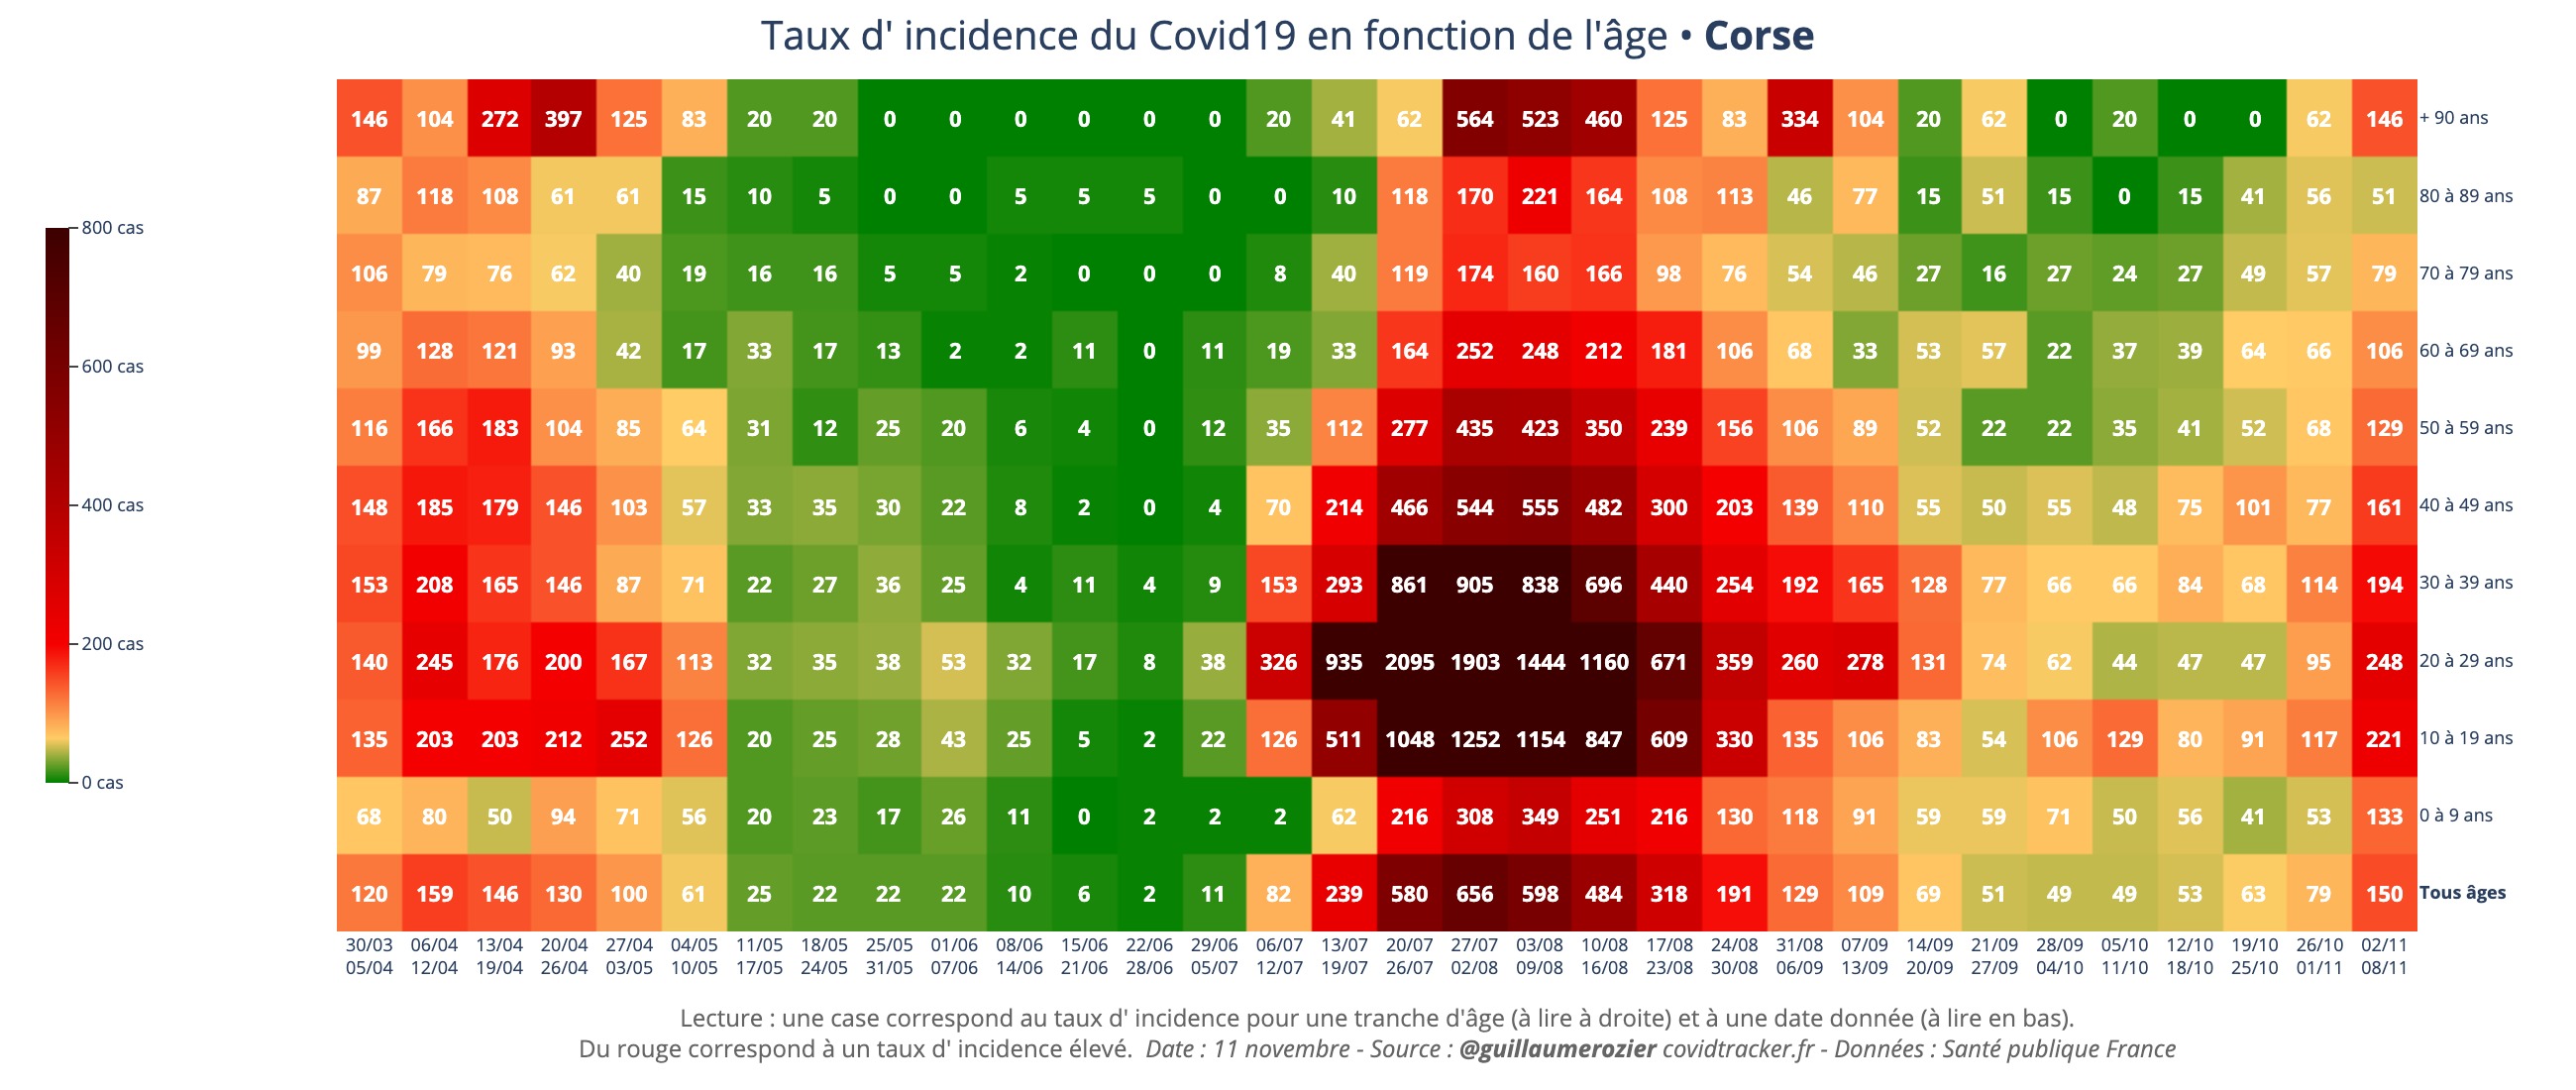 Taux d' incidence du Covid19 en fonction de l'âge • Corse
800 cas
600 cas
400 cas
200 cas
0 cas
146 104 272 397 125 83 20 20 0 0 0 0 0 0 20 41 62 564 523 460 125 83 334 104 20 62 0 20 0 0 62 146 + 90 ans
87 118 108 61 61 15 10 5 0 0 5 5 5 0 0 10 118 170 221 164 108 113 46 77 15 51 15 0 15 41 56 51 80 à 89 ans
106 79 76 62 40 19 16 16 5 5 2 0 0 0 8 40 119 174 160 166 98 76 54 46 27 16 27 24 27 49 57 79 70 à 79 ans
99 128 121 93 42 17 33 17 13 2 2 11 0 11 19 33 164 252 248 212 181 106 68 33 53 57 22 37 39 64 66 106 60 à 69 ans
116 166 183 104 85 64 31 12 25 20 6 4 0 12 35 112 277 435 423 350 239 156 106 89 52 22 22 35 41 52 68 129 50 à 59 ans
148 185 179 146 103 57 33 35 30 22 8 2 0 4 70 214 466 544 555 482 300 203 139 110 55 50 55 48 75 101 77 161 40 à 49 ans
153 208 165 146 87 71 22 27 36 25 4 11 4 9 153 293 861 905 838 696 440 254 192 165 128 77 66 66 84 68 114 194 30 à 39 ans
140 245 176 200 167 113 32 35 38 53 32 17 8 38 326 935 2095 1903 1444 1160 671 359 260 278 131 74 62 44 47 47 95 248 20 à 29 ans
135 203 203 212 252 126 20 25 28 43 25 5 2 22 126 511 1048 1252 1154 847 609 330 135 106 83 54 106 129 80 91 117 221 10 à 19 ans
68 80 50 94 71 56 20 23 17 26 11 0 2 2 2 62 216 308 349 251 216 130 118 91 59 59 71 50 56 41 53 133 0 à 9 ans
120 159 146 130 100 61 25 22 22 22 10 6 2 11 82 239 580 656 598 484 318 191 129 109 69 51 49 49 53 63 79 150 Tous âges
30/03 06/04 13/04 20/04 27/04 04/05 11/05 18/05 25/05 01/06 08/06 15/06 22/06 29/06 06/07 13/07 20/07 27/07 03/08 10/08 17/08 24/08 31/08 07/09 14/09 21/09 28/09 05/10 12/10 19/10 26/10 02/11
05/04 12/04 19/04 26/04 03/05 10/05 17/05 24/05 31/05 07/06 14/06 21/06 28/06 05/07 12/07 19/07 26/07 02/08 09/08 16/08 23/08 30/08 06/09 13/09 20/09 27/09 04/10 11/10 18/10 25/10 01/11 08/11
Lecture : une case correspond au taux d' incidence pour une tranche d'âge (à lire à droite) et à une date donnée (à lire en bas).
Du rouge correspond à un taux d' incidence élevé. Date : 11 novembre - Source : @guillaumerozier covidtracker.fr - Données : Santé publique France